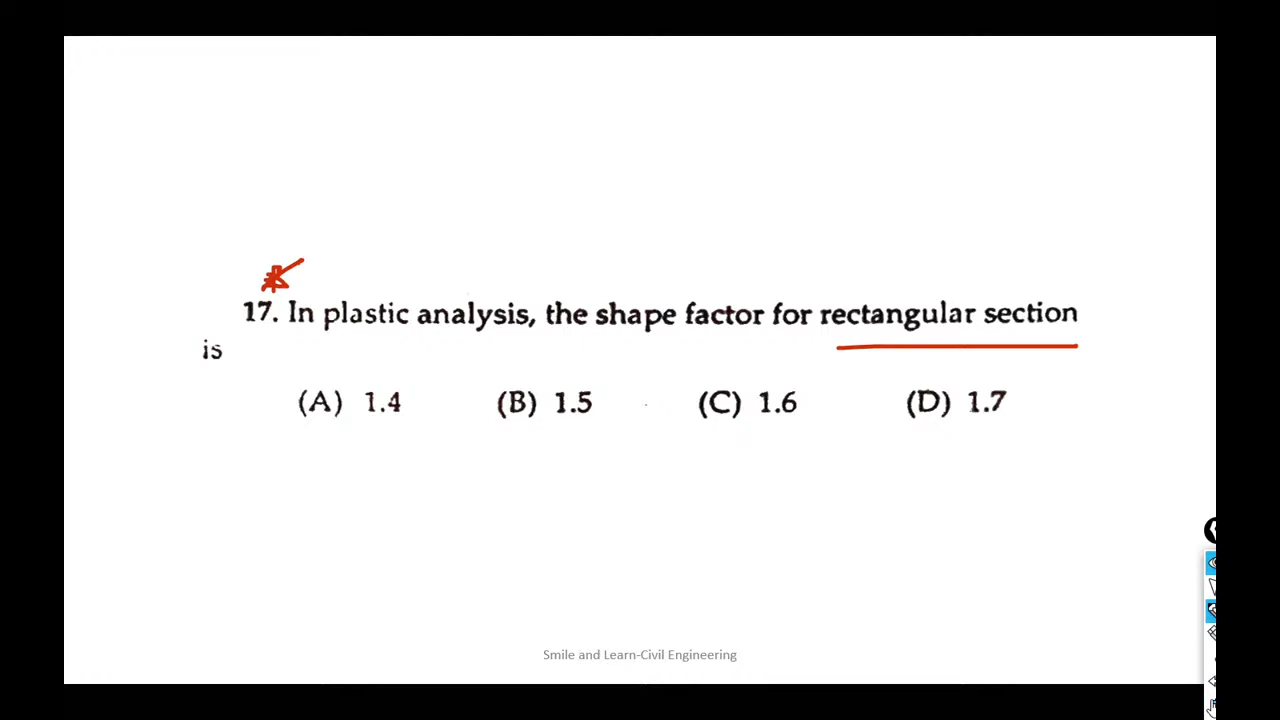 17. In plastic analysis, the shape factor for rectangular section
is
(A) 1.4 (B) 1.5 (C) 1.6 (D) 1.7
Smile and Learn-Civil Engineering